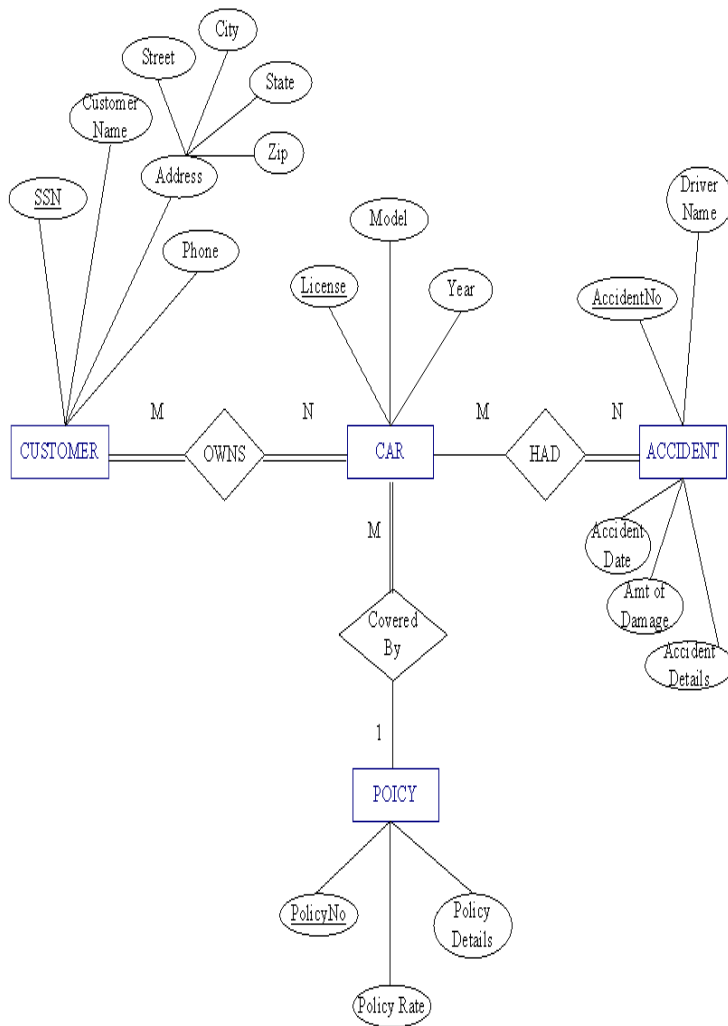 City
Street
State
Customer
Name
Zip
Address
SSN
Phone
Driver
Name
Model
License
Year
AccidentNo
M
N
M
N
CUSTOMER
OWNS
CAR
HAD
ACCIDENT
M
Accident
Date
Amt of
Damage
Accident
Details
Covered
By
1
POICY
PolicyNo
Policy
Details
Policy Rate